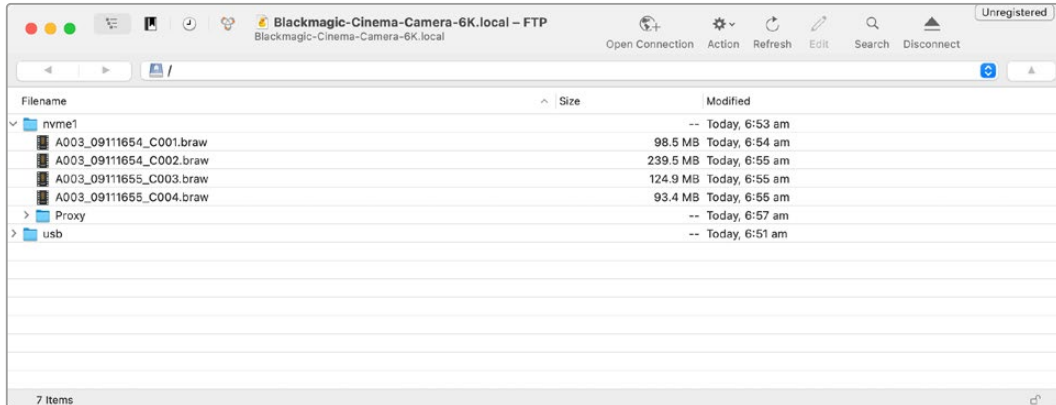 Blackmagic-Cinema-Camera-6K.local – FTP
Blackmagic-Cinema-Camera-6K.local
Open Connection Action Refresh Edit Search Disconnect
Unregistered
/
Filename Size Modified
nvme1 -- Today, 6:53 am
A003_09111654_C001.braw 98.5 MB Today, 6:54 am
A003_09111654_C002.braw 239.5 MB Today, 6:55 am
A003_09111655_C003.braw 124.9 MB Today, 6:55 am
A003_09111655_C004.braw 93.4 MB Today, 6:55 am
Proxy -- Today, 6:57 am
usb -- Today, 6:51 am
7 Items